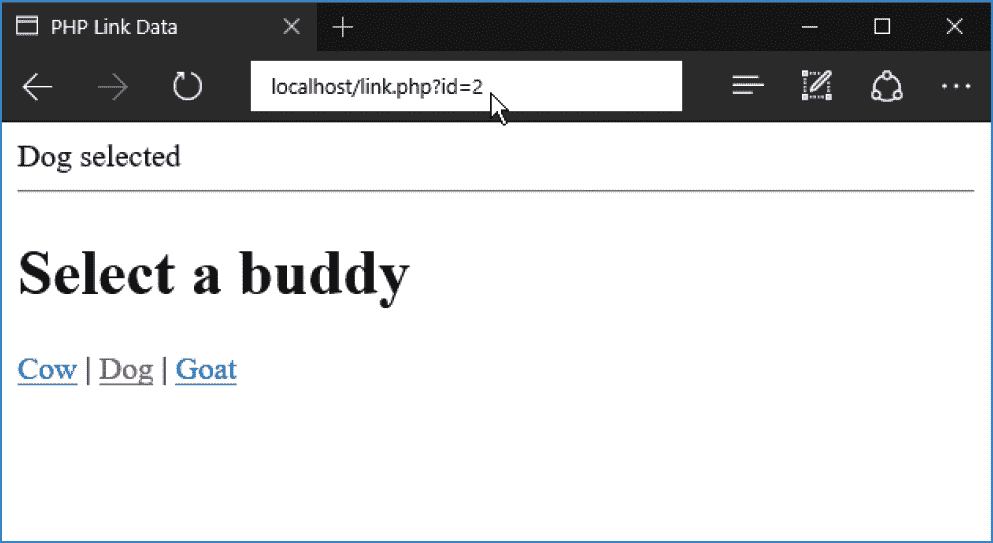 PHP Link Data
localhost/link.php?id=2
Dog selected
Select a buddy
Cow | Dog | Goat